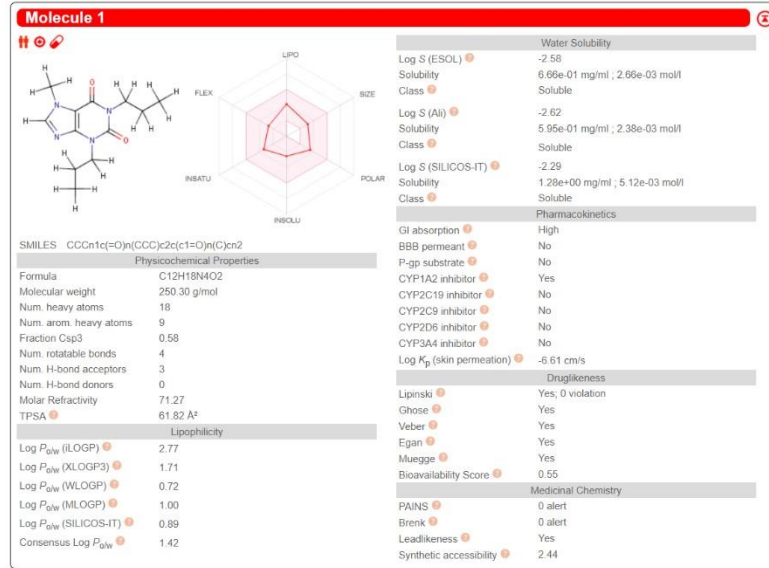 Molecule 1
H
H
H
O
N
N
H
H
H
H
H
H
H
H
N
N
O
H
H
H
H
H
H
H
LIPO
FLEX
SIZE
INSATU
POLAR
INSOLU
SMILES CCCn1c(=O)n(CCC)c2c(c1=O)n(C)cn2
Physicochemical Properties
Formula C12H18N4O2
Molecular weight 250.30 g/mol
Num. heavy atoms 18
Num. arom. heavy atoms 9
Fraction Csp3 0.58
Num. rotatable bonds 4
Num. H-bond acceptors 3
Num. H-bond donors 0
Molar Refractivity 71.27
TPSA ? 61.82 Å²
Lipophilicity
Log Po/w (iLOGP) ? 2.77
Log Po/w (XLOGP3) ? 1.71
Log Po/w (WLOGP) ? 0.72
Log Po/w (MLOGP) ? 1.00
Log Po/w (SILICOS-IT) ? 0.89
Consensus Log Po/w ? 1.42
Water Solubility
Log S (ESOL) ? -2.58
Solubility 6.66e-01 mg/ml ; 2.66e-03 mol/l
Class ? Soluble
Log S (Ali) ? -2.62
Solubility 5.95e-01 mg/ml ; 2.38e-03 mol/l
Class ? Soluble
Log S (SILICOS-IT) ? -2.29
Solubility 1.28e+00 mg/ml ; 5.12e-03 mol/l
Class ? Soluble
Pharmacokinetics
GI absorption ? High
BBB permeant ? No
P-gp substrate ? No
CYP1A2 inhibitor ? Yes
CYP2C19 inhibitor ? No
CYP2C9 inhibitor ? No
CYP2D6 inhibitor ? No
CYP3A4 inhibitor ? No
Log Kp (skin permeation) ? -6.61 cm/s
Druglikeness
Lipinski ? Yes; 0 violation
Ghose ? Yes
Veber ? Yes
Egan ? Yes
Muegge ? Yes
Bioavailability Score ? 0.55
Medicinal Chemistry
PAINS ? 0 alert
Brenk ? 0 alert
Leadlikeness ? Yes
Synthetic accessibility ? 2.44